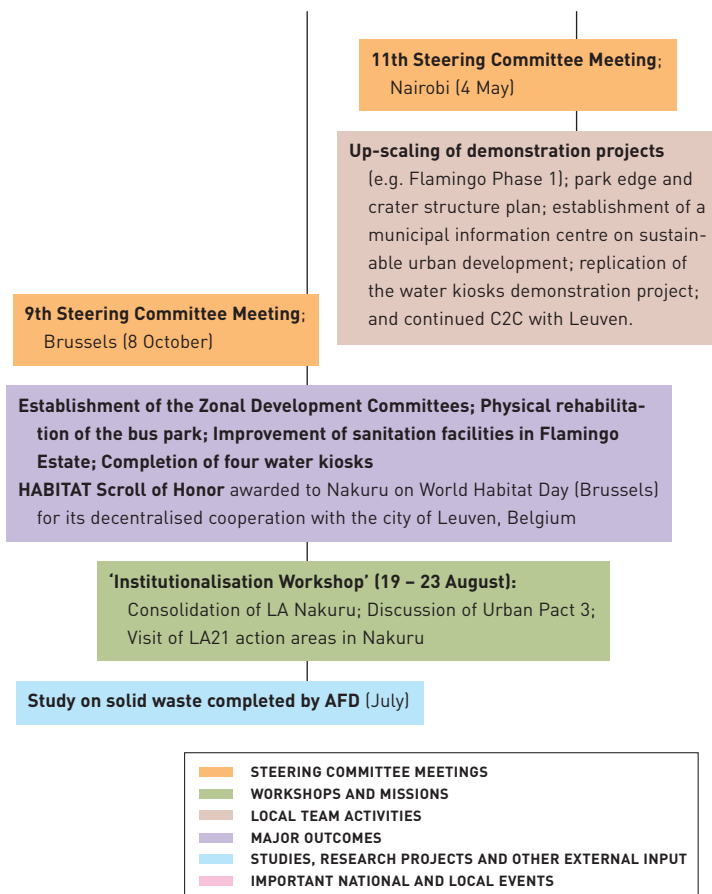 11th Steering Committee Meeting;
Nairobi (4 May)
Up-scaling of demonstration projects
(e.g. Flamingo Phase 1); park edge and
crater structure plan; establishment of a
municipal information centre on sustain-
able urban development; replication of
the water kiosks demonstration project;
and continued C2C with Leuven.
9th Steering Committee Meeting;
Brussels (8 October)
Establishment of the Zonal Development Committees; Physical rehabilita-
tion of the bus park; Improvement of sanitation facilities in Flamingo
Estate; Completion of four water kiosks
HABITAT Scroll of Honor awarded to Nakuru on World Habitat Day (Brussels)
for its decentralised cooperation with the city of Leuven, Belgium
‘Institutionalisation Workshop’ (19 – 23 August):
Consolidation of LA Nakuru; Discussion of Urban Pact 3;
Visit of LA21 action areas in Nakuru
Study on solid waste completed by AFD (July)
STEERING COMMITTEE MEETINGS
WORKSHOPS AND MISSIONS
LOCAL TEAM ACTIVITIES
MAJOR OUTCOMES
STUDIES, RESEARCH PROJECTS AND OTHER EXTERNAL INPUT
IMPORTANT NATIONAL AND LOCAL EVENTS